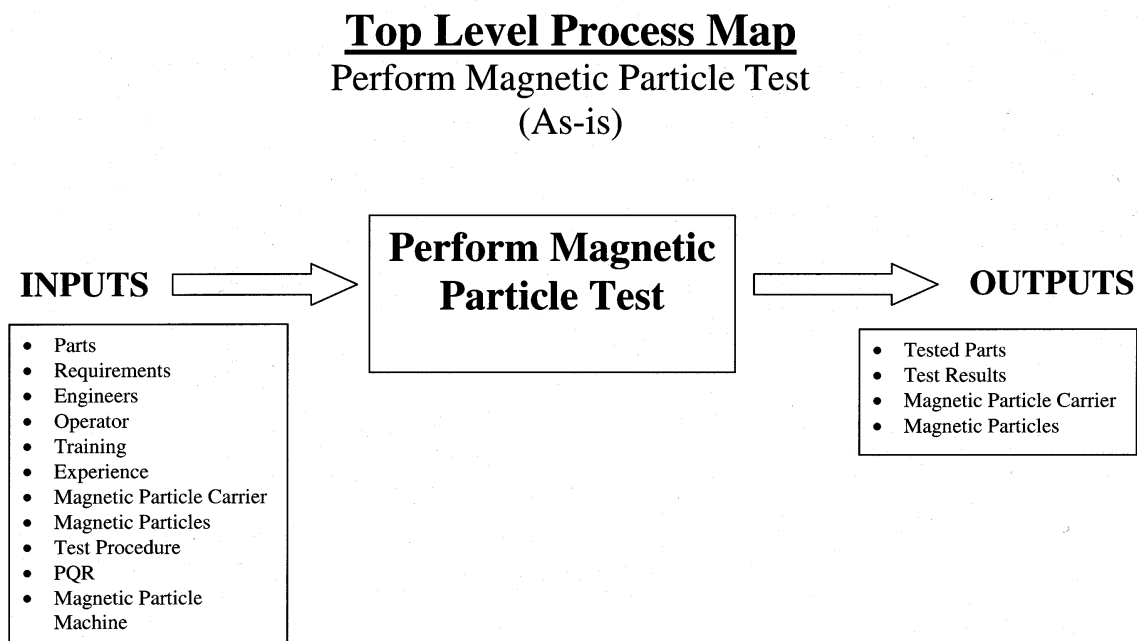 Top Level Process Map
Perform Magnetic Particle Test
(As-is)
INPUTS
Perform Magnetic
Particle Test
OUTPUTS
• Parts
• Requirements
• Engineers
• Operator
• Training
• Experience
• Magnetic Particle Carrier
• Magnetic Particles
• Test Procedure
• PQR
• Magnetic Particle
Machine
• Tested Parts
• Test Results
• Magnetic Particle Carrier
• Magnetic Particles